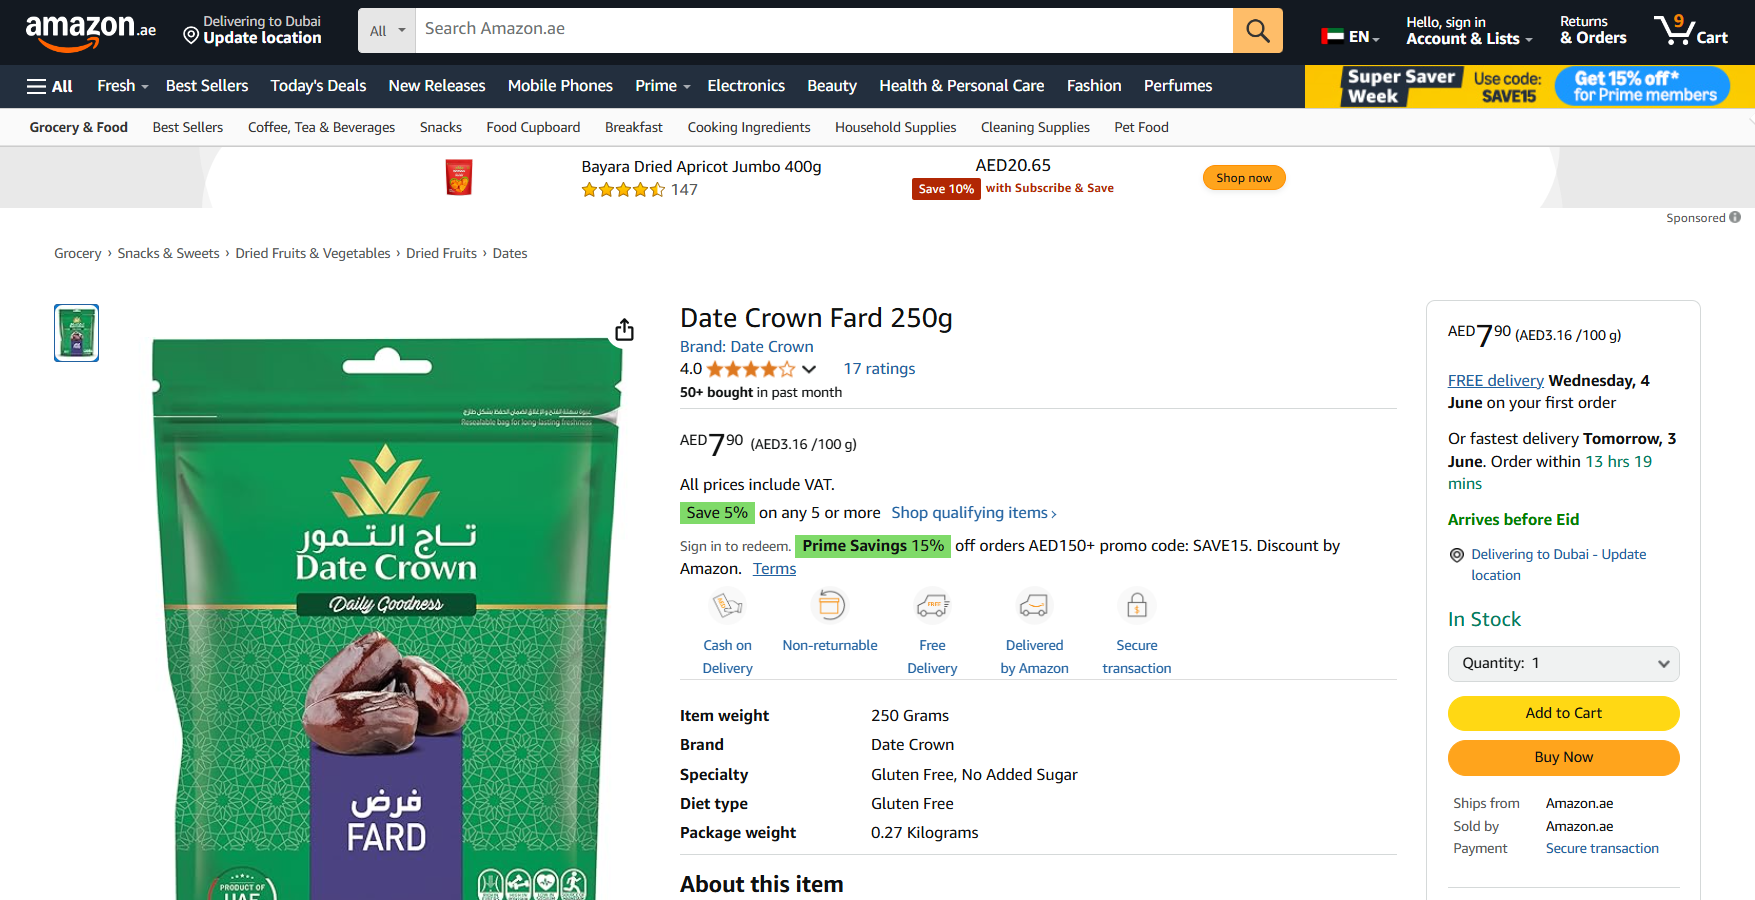 amazon.ae
Delivering to Dubai
Update location
All
Search Amazon.ae
EN
Hello, sign in
Account & Lists
Returns
& Orders
9
Cart
All
Fresh
Best Sellers
Today's Deals
New Releases
Mobile Phones
Prime
Electronics
Beauty
Health & Personal Care
Fashion
Perfumes
Super Saver
Week
Use code:
SAVE15
Get 15% off*
for Prime members
Grocery & Food
Best Sellers
Coffee, Tea & Beverages
Snacks
Food Cupboard
Breakfast
Cooking Ingredients
Household Supplies
Cleaning Supplies
Pet Food
Bayara Dried Apricot Jumbo 400g
147
AED20.65
Save 10% with Subscribe & Save
Shop now
Sponsored
Grocery › Snacks & Sweets › Dried Fruits & Vegetables › Dried Fruits › Dates
Resealable bag for long-lasting freshness
تاج التمور
Date Crown
Daily Goodness
فرض
FARD
PRODUCT OF
UAE
Date Crown Fard 250g
Brand: Date Crown
4.0
17 ratings
50+ bought in past month
AED7.90 (AED3.16 /100 g)
All prices include VAT.
Save 5% on any 5 or more Shop qualifying items ›
Sign in to redeem. Prime Savings 15% off orders AED150+ promo code: SAVE15. Discount by
Amazon. Terms
FREE
Cash on
Delivery
Non-returnable
Free
Delivery
Delivered
by Amazon
Secure
transaction
Item weight 250 Grams
Brand Date Crown
Specialty Gluten Free, No Added Sugar
Diet type Gluten Free
Package weight 0.27 Kilograms
About this item
AED7.90 (AED3.16 /100 g)
FREE delivery Wednesday, 4
June on your first order
Or fastest delivery Tomorrow, 3
June. Order within 13 hrs 19
mins
Arrives before Eid
Delivering to Dubai - Update
location
In Stock
Quantity: 1
Add to Cart
Buy Now
Ships from Amazon.ae
Sold by Amazon.ae
Payment Secure transaction